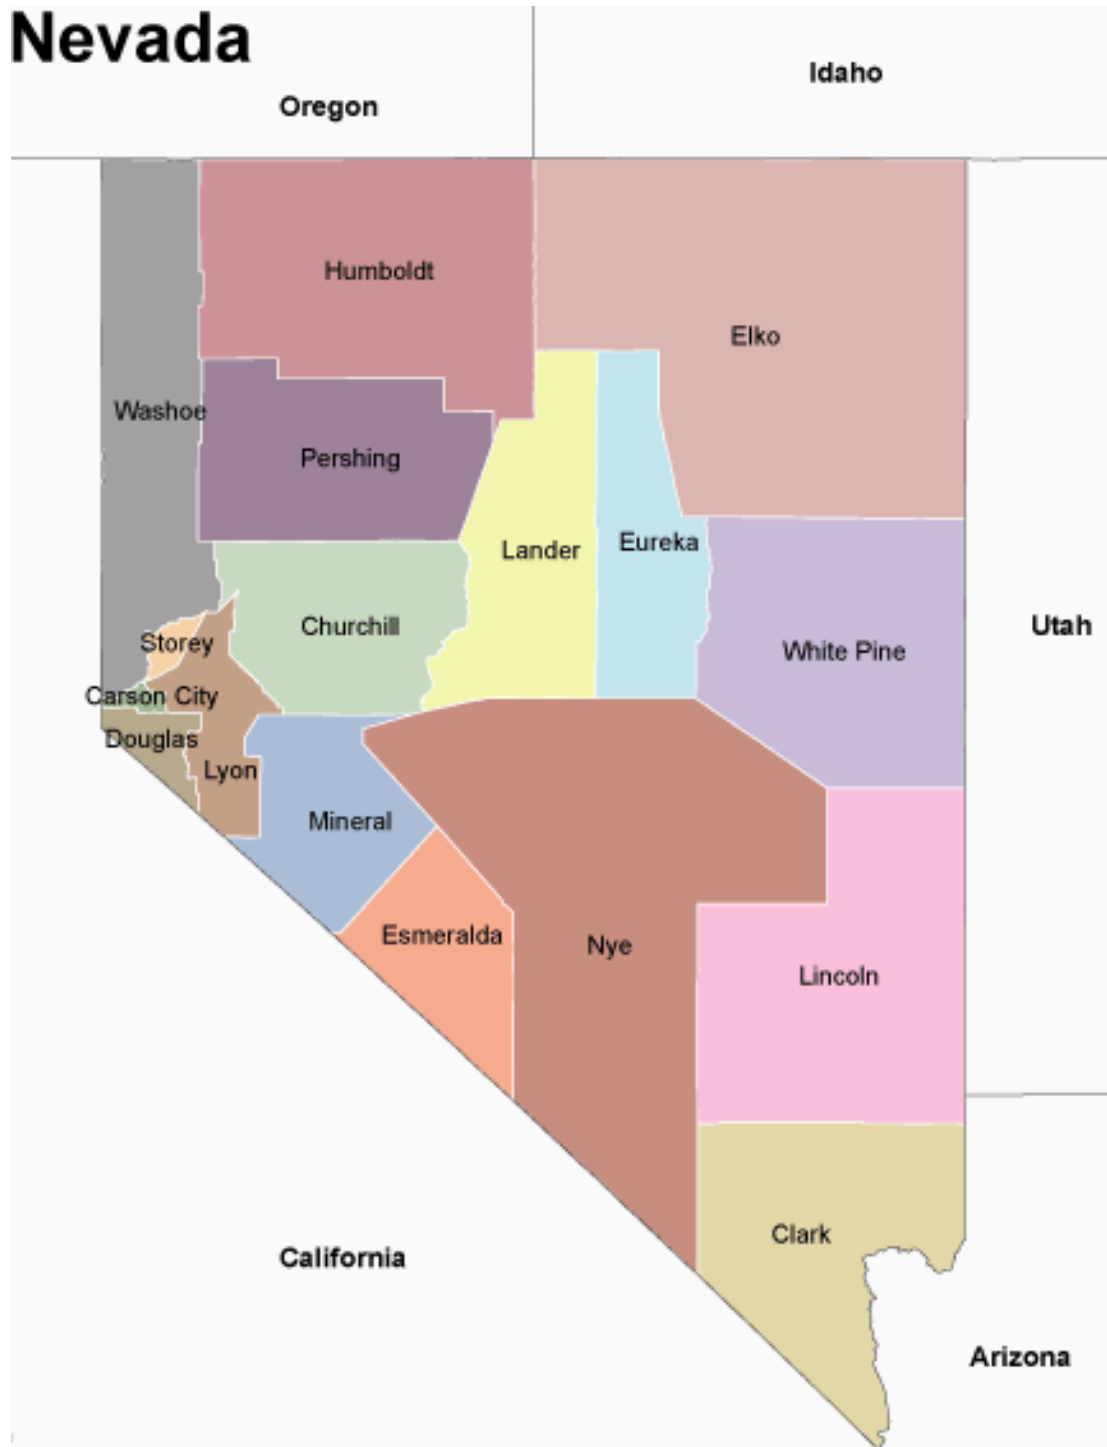 Nevada
Idaho
Oregon
Humboldt
Elko
Washoe
Pershing
Eureka
Lander
Churchill
Utah
Storey
White Pine
Carson City
Douglas
Lyon
Mineral
Esmeralda
Nye
Lincoln
Clark
California
Arizona